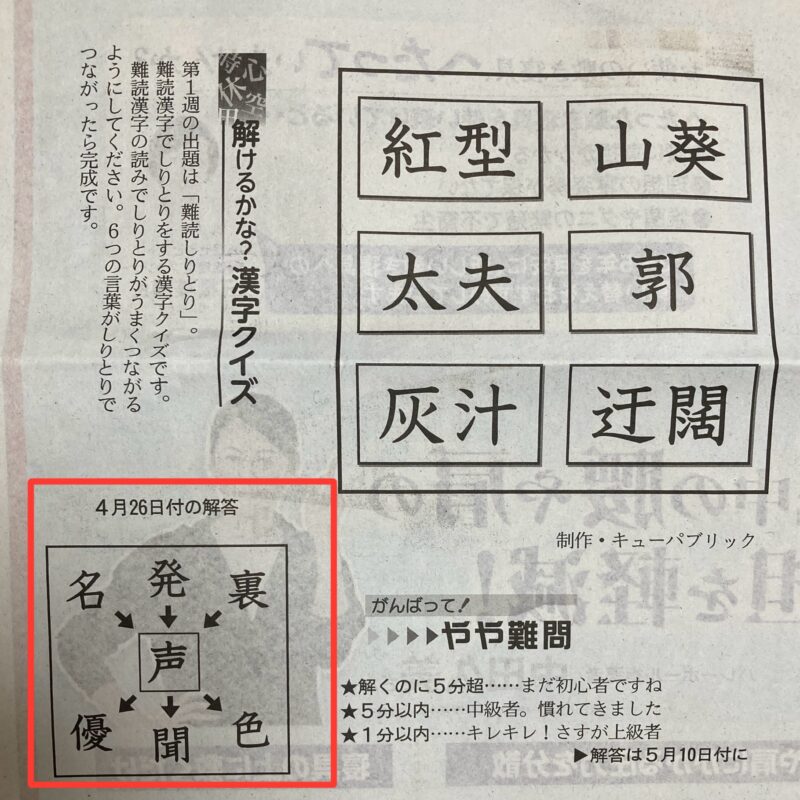 解けるかな?漢字クイズ
第1週の出題は「難読しりとり」。
難読漢字でしりとりをする漢字クイズです。
難読漢字の読みでしりとりがうまくつながる
ようにしてください。6つの言葉がしりとりで
つながったら完成です。
紅型 山葵
太夫 郭
灰汁 迂闊
制作・キューパブリック
4月26日付の解答
名 発 裏
声
優 聞 色
がんばって!
やや難問
★解くのに5分超……まだ初心者ですね
★5分以内……中級者。慣れてきました
★1分以内……キレキレ!さすが上級者
▶解答は5月10日付に